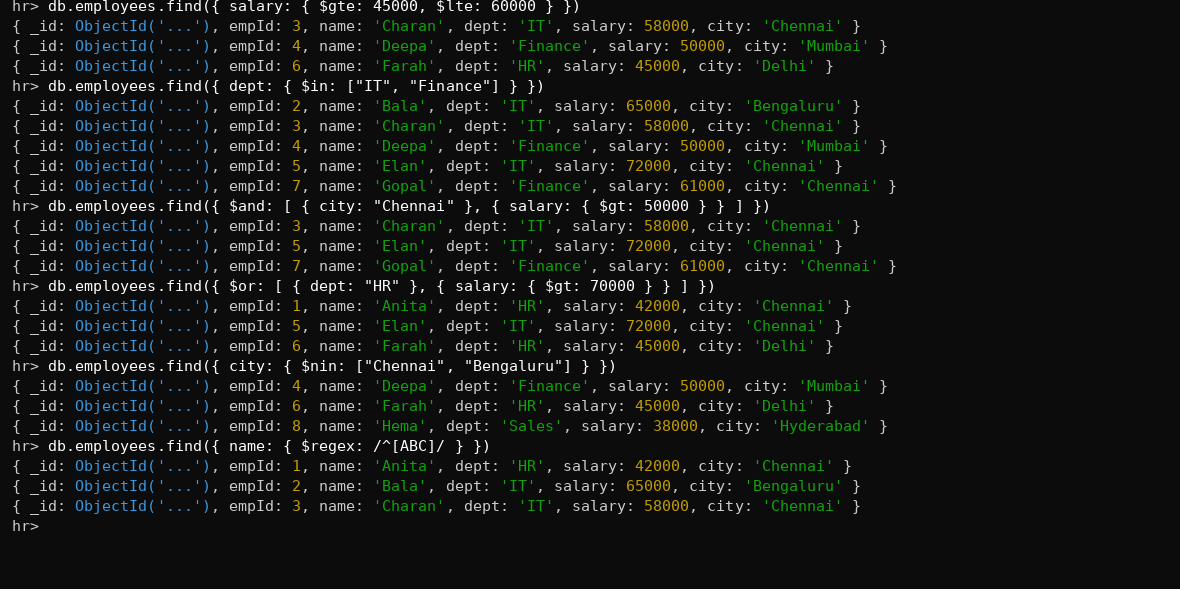 hr> db.employees.find({ salary: { $gte: 45000, $lte: 60000 } })
{ _id: ObjectId('...'), empId: 3, name: 'Charan', dept: 'IT', salary: 58000, city: 'Chennai' }
{ _id: ObjectId('...'), empId: 4, name: 'Deepa', dept: 'Finance', salary: 50000, city: 'Mumbai' }
{ _id: ObjectId('...'), empId: 6, name: 'Farah', dept: 'HR', salary: 45000, city: 'Delhi' }
hr> db.employees.find({ dept: { $in: ["IT", "Finance"] } })
{ _id: ObjectId('...'), empId: 2, name: 'Bala', dept: 'IT', salary: 65000, city: 'Bengaluru' }
{ _id: ObjectId('...'), empId: 3, name: 'Charan', dept: 'IT', salary: 58000, city: 'Chennai' }
{ _id: ObjectId('...'), empId: 4, name: 'Deepa', dept: 'Finance', salary: 50000, city: 'Mumbai' }
{ _id: ObjectId('...'), empId: 5, name: 'Elan', dept: 'IT', salary: 72000, city: 'Chennai' }
{ _id: ObjectId('...'), empId: 7, name: 'Gopal', dept: 'Finance', salary: 61000, city: 'Chennai' }
hr> db.employees.find({ $and: [ { city: "Chennai" }, { salary: { $gt: 50000 } } ] })
{ _id: ObjectId('...'), empId: 3, name: 'Charan', dept: 'IT', salary: 58000, city: 'Chennai' }
{ _id: ObjectId('...'), empId: 5, name: 'Elan', dept: 'IT', salary: 72000, city: 'Chennai' }
{ _id: ObjectId('...'), empId: 7, name: 'Gopal', dept: 'Finance', salary: 61000, city: 'Chennai' }
hr> db.employees.find({ $or: [ { dept: "HR" }, { salary: { $gt: 70000 } } ] })
{ _id: ObjectId('...'), empId: 1, name: 'Anita', dept: 'HR', salary: 42000, city: 'Chennai' }
{ _id: ObjectId('...'), empId: 5, name: 'Elan', dept: 'IT', salary: 72000, city: 'Chennai' }
{ _id: ObjectId('...'), empId: 6, name: 'Farah', dept: 'HR', salary: 45000, city: 'Delhi' }
hr> db.employees.find({ city: { $nin: ["Chennai", "Bengaluru"] } })
{ _id: ObjectId('...'), empId: 4, name: 'Deepa', dept: 'Finance', salary: 50000, city: 'Mumbai' }
{ _id: ObjectId('...'), empId: 6, name: 'Farah', dept: 'HR', salary: 45000, city: 'Delhi' }
{ _id: ObjectId('...'), empId: 8, name: 'Hema', dept: 'Sales', salary: 38000, city: 'Hyderabad' }
hr> db.employees.find({ name: { $regex: /^[ABC]/ } })
{ _id: ObjectId('...'), empId: 1, name: 'Anita', dept: 'HR', salary: 42000, city: 'Chennai' }
{ _id: ObjectId('...'), empId: 2, name: 'Bala', dept: 'IT', salary: 65000, city: 'Bengaluru' }
{ _id: ObjectId('...'), empId: 3, name: 'Charan', dept: 'IT', salary: 58000, city: 'Chennai' }
hr>